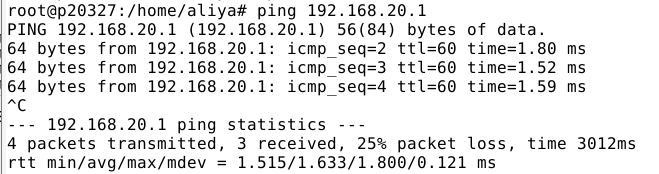 root@p20327:/home/aliya# ping 192.168.20.1
PING 192.168.20.1 (192.168.20.1) 56(84) bytes of data.
64 bytes from 192.168.20.1: icmp_seq=2 ttl=60 time=1.80 ms
64 bytes from 192.168.20.1: icmp_seq=3 ttl=60 time=1.52 ms
64 bytes from 192.168.20.1: icmp_seq=4 ttl=60 time=1.59 ms
^C
--- 192.168.20.1 ping statistics ---
4 packets transmitted, 3 received, 25% packet loss, time 3012ms
rtt min/avg/max/mdev = 1.515/1.633/1.800/0.121 ms